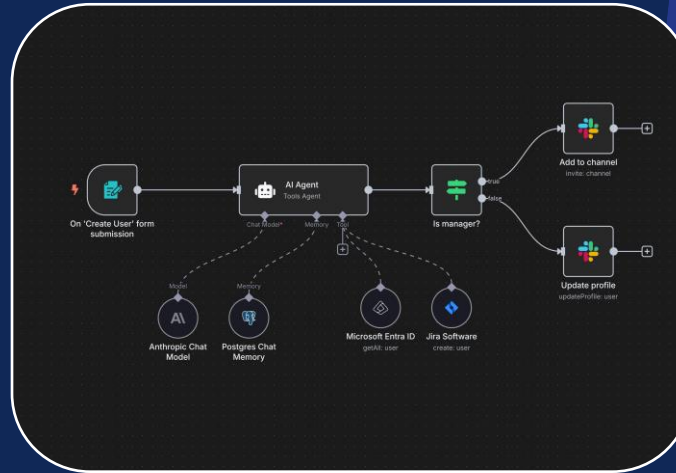 On 'Create User' form
submission
AI Agent
Tools Agent
Chat Model*
Memory
Tool
Is manager?
true
false
Add to channel
invite: channel
Update profile
updateProfile: user
Model
Memory
Anthropic Chat
Model
Postgres Chat
Memory
Microsoft Entra ID
getAll: user
Jira Software
create: user